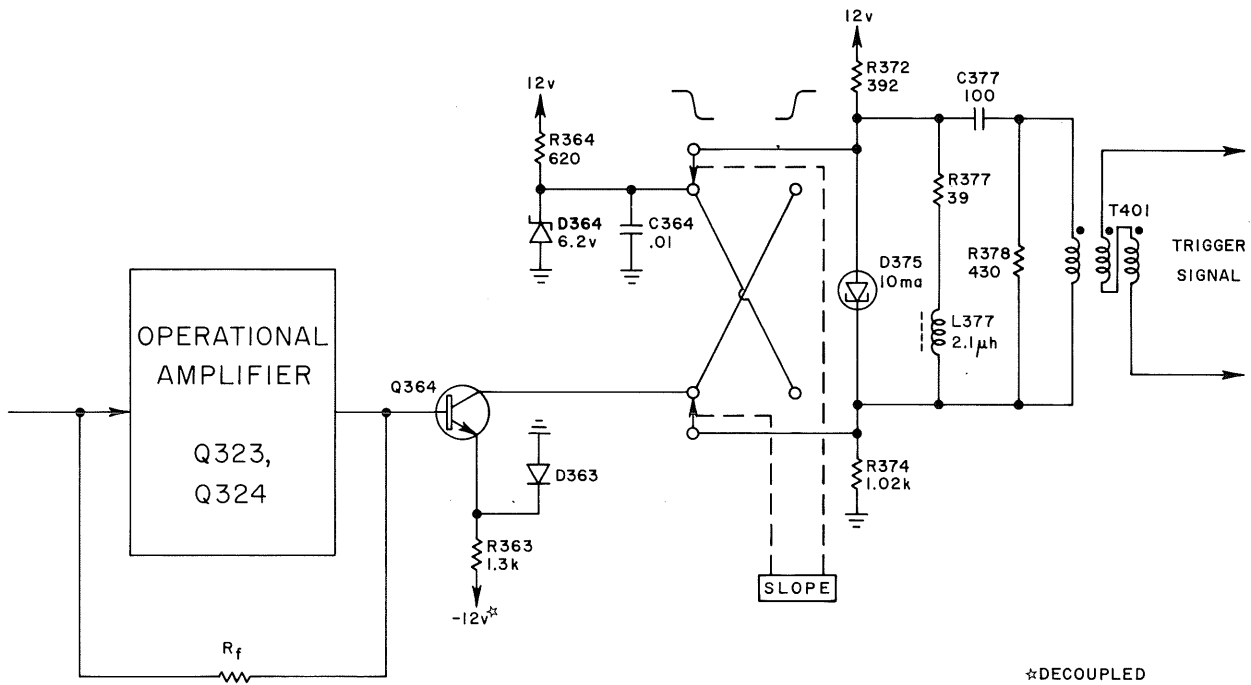 12v
R372
392
C377
100
12v
R364
620
D364
6.2v
C364
.01
R377
39
T401
D375
10ma
R378
430
TRIGGER
SIGNAL
L377
2.1μh
OPERATIONAL
AMPLIFIER
Q323,
Q324
Q364
D363
R374
1.02k
R363
1.3k
SLOPE
-12v☆
Rf
☆DECOUPLED